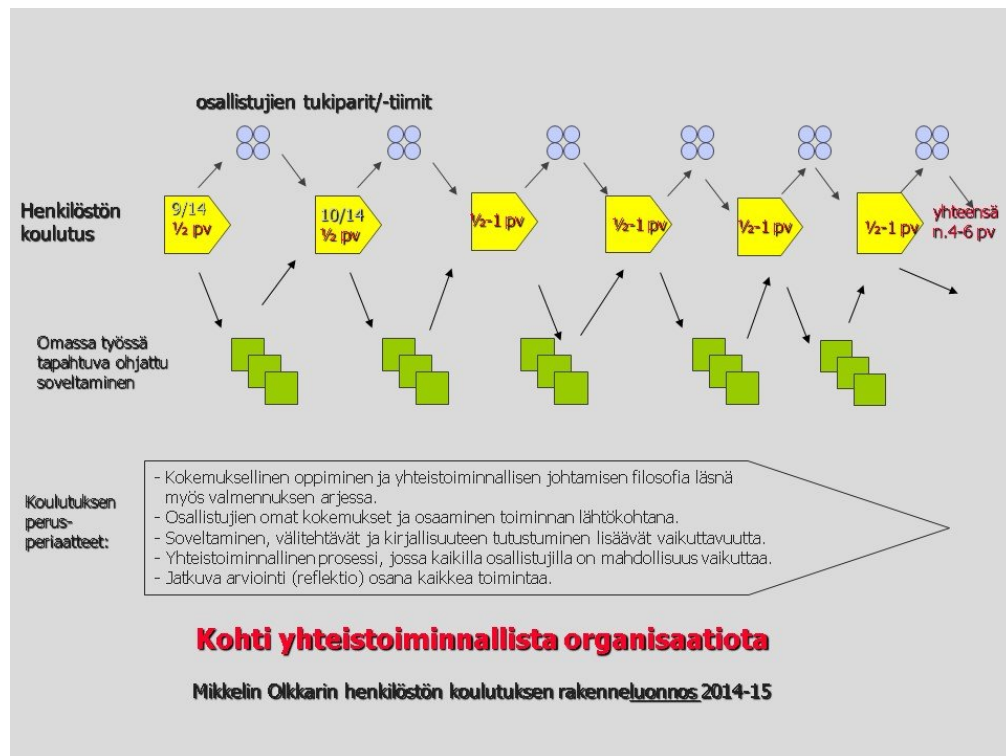 osallistujien tukiparit/-tiimit
Henkilöstön
koulutus
9/14
½ pv
10/14
½ pv
½-1 pv
½-1 pv
½-1 pv
½-1 pv
yhteensä
n.4-6 pv
Omassa työssä
tapahtuva ohjattu
soveltaminen
Koulutuksen
perus-
periaatteet:
- Kokemuksellinen oppiminen ja yhteistoiminnallisen johtamisen filosofia läsnä
myös valmennuksen arjessa.
- Osallistujien omat kokemukset ja osaaminen toiminnan lähtökohtana.
- Soveltaminen, välitehtävät ja kirjallisuuteen tutustuminen lisäävät vaikuttavuutta.
- Yhteistoiminnallinen prosessi, jossa kaikilla osallistujilla on mahdollisuus vaikuttaa.
- Jatkuva arviointi (reflektio) osana kaikkea toimintaa.
Kohti yhteistoiminnallista organisaatiota
Mikkelin Olkkarin henkilöstön koulutuksen rakenneluonnos 2014-15